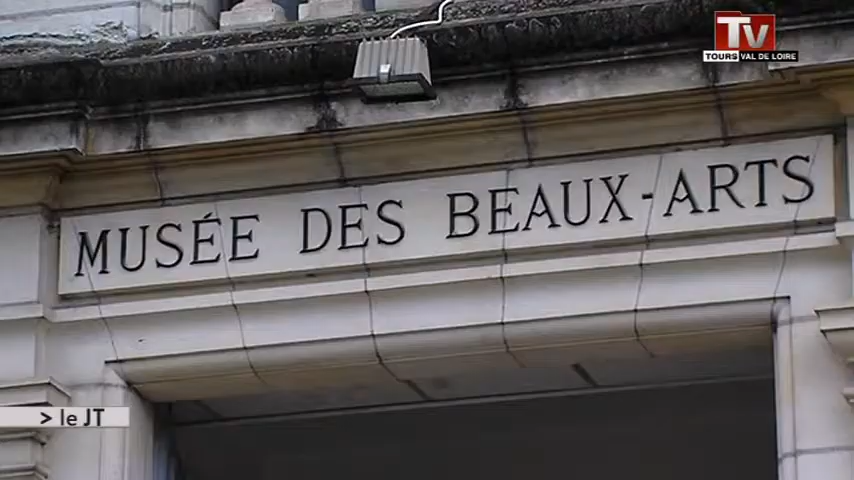 TV
TOURS VAL DE LOIRE
MUSÉE DES BEAUX-ARTS
> le JT